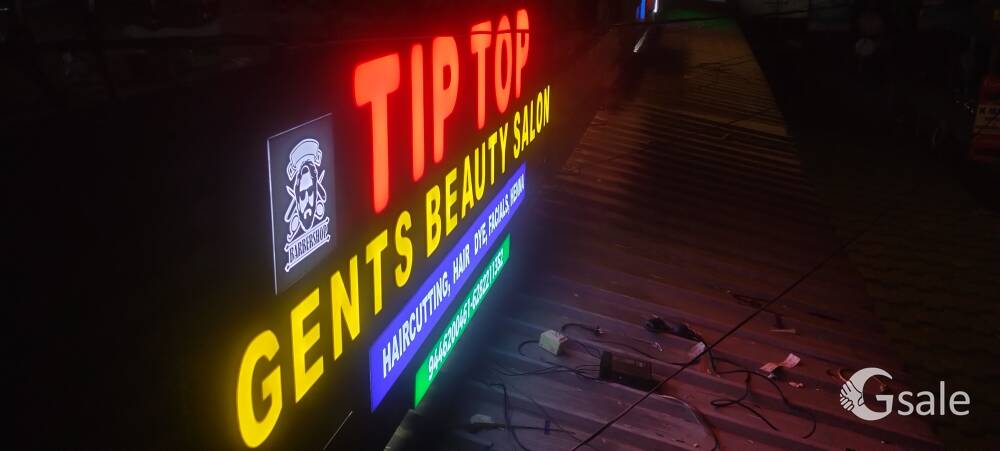 TIP TOP
BARBERSHOP
GENTS BEAUTY SALON
HAIRCUTTING, HAIR DYE, FACIALS, HENNA
Gsale